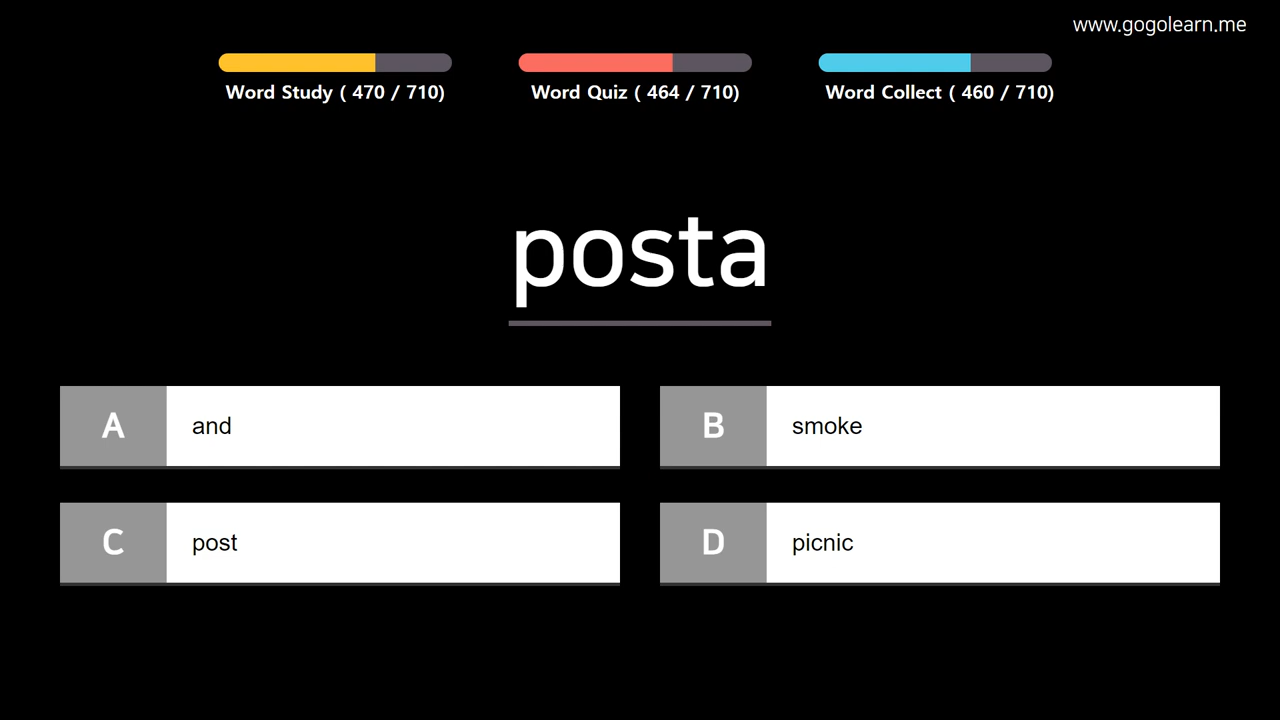 www.gogolearn.me
Word Study ( 470 / 710)
Word Quiz ( 464 / 710)
Word Collect ( 460 / 710)
posta
A and
B smoke
C post
D picnic